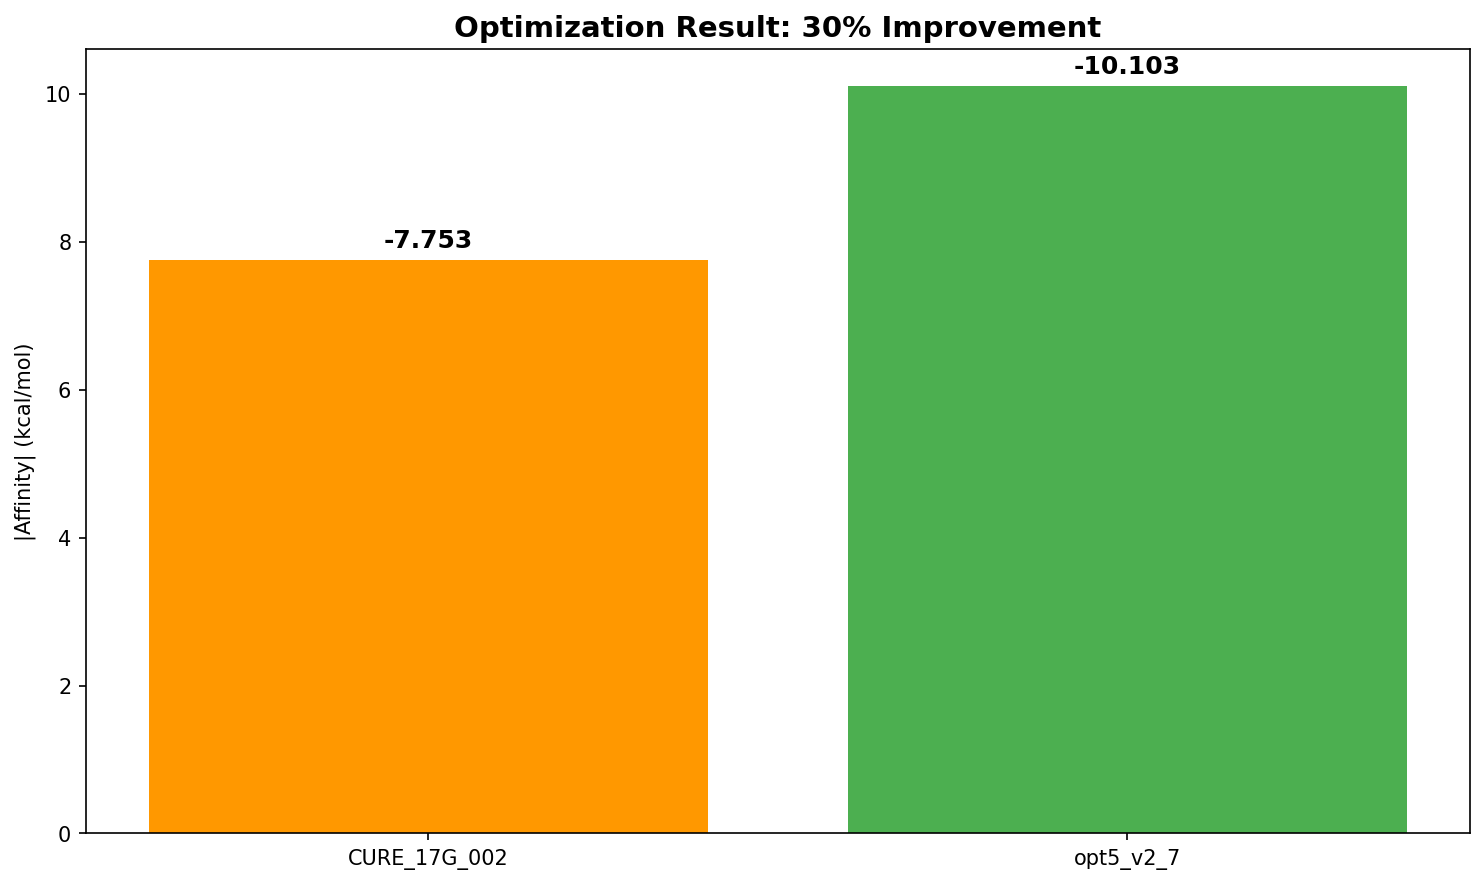 Optimization Result: 30% Improvement
-10.103
10
-7.753
8
|Affinity| (kcal/mol)
6
4
2
0
CURE_17G_002
opt5_v2_7